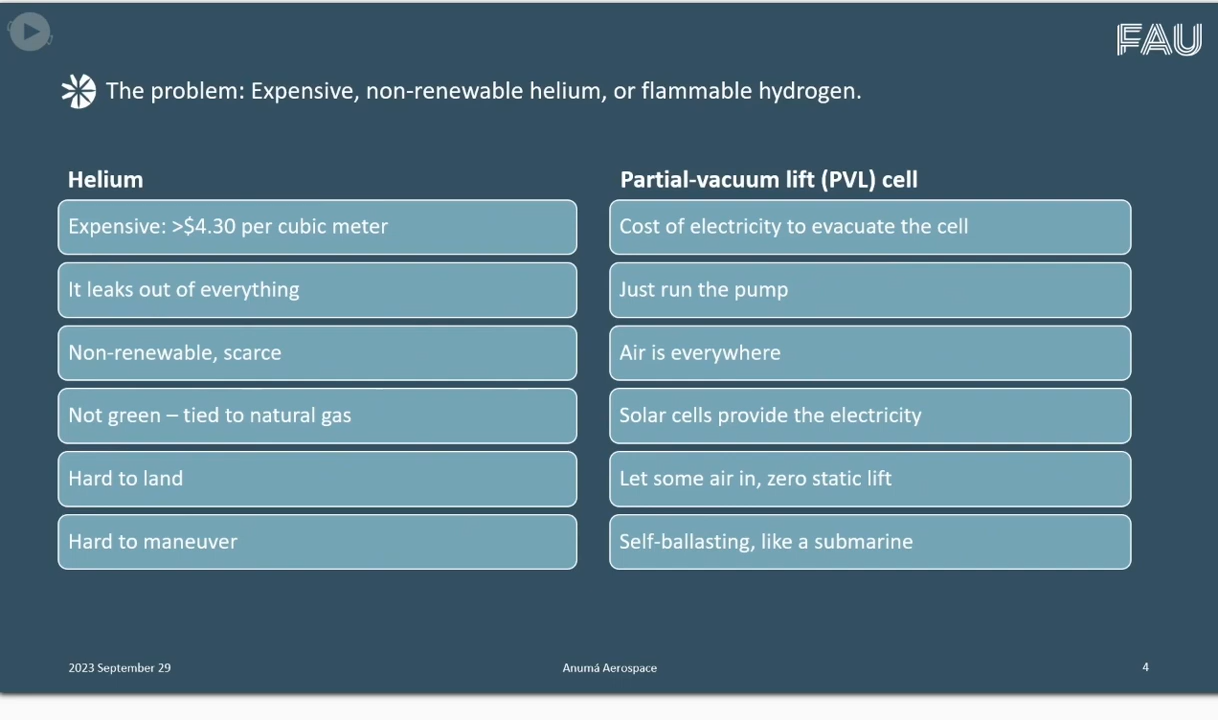 FAU
The problem: Expensive, non-renewable helium, or flammable hydrogen.
Helium
Expensive: >$4.30 per cubic meter
It leaks out of everything
Non-renewable, scarce
Not green – tied to natural gas
Hard to land
Hard to maneuver
Partial-vacuum lift (PVL) cell
Cost of electricity to evacuate the cell
Just run the pump
Air is everywhere
Solar cells provide the electricity
Let some air in, zero static lift
Self-ballasting, like a submarine
2023 September 29
Anumá Aerospace
4